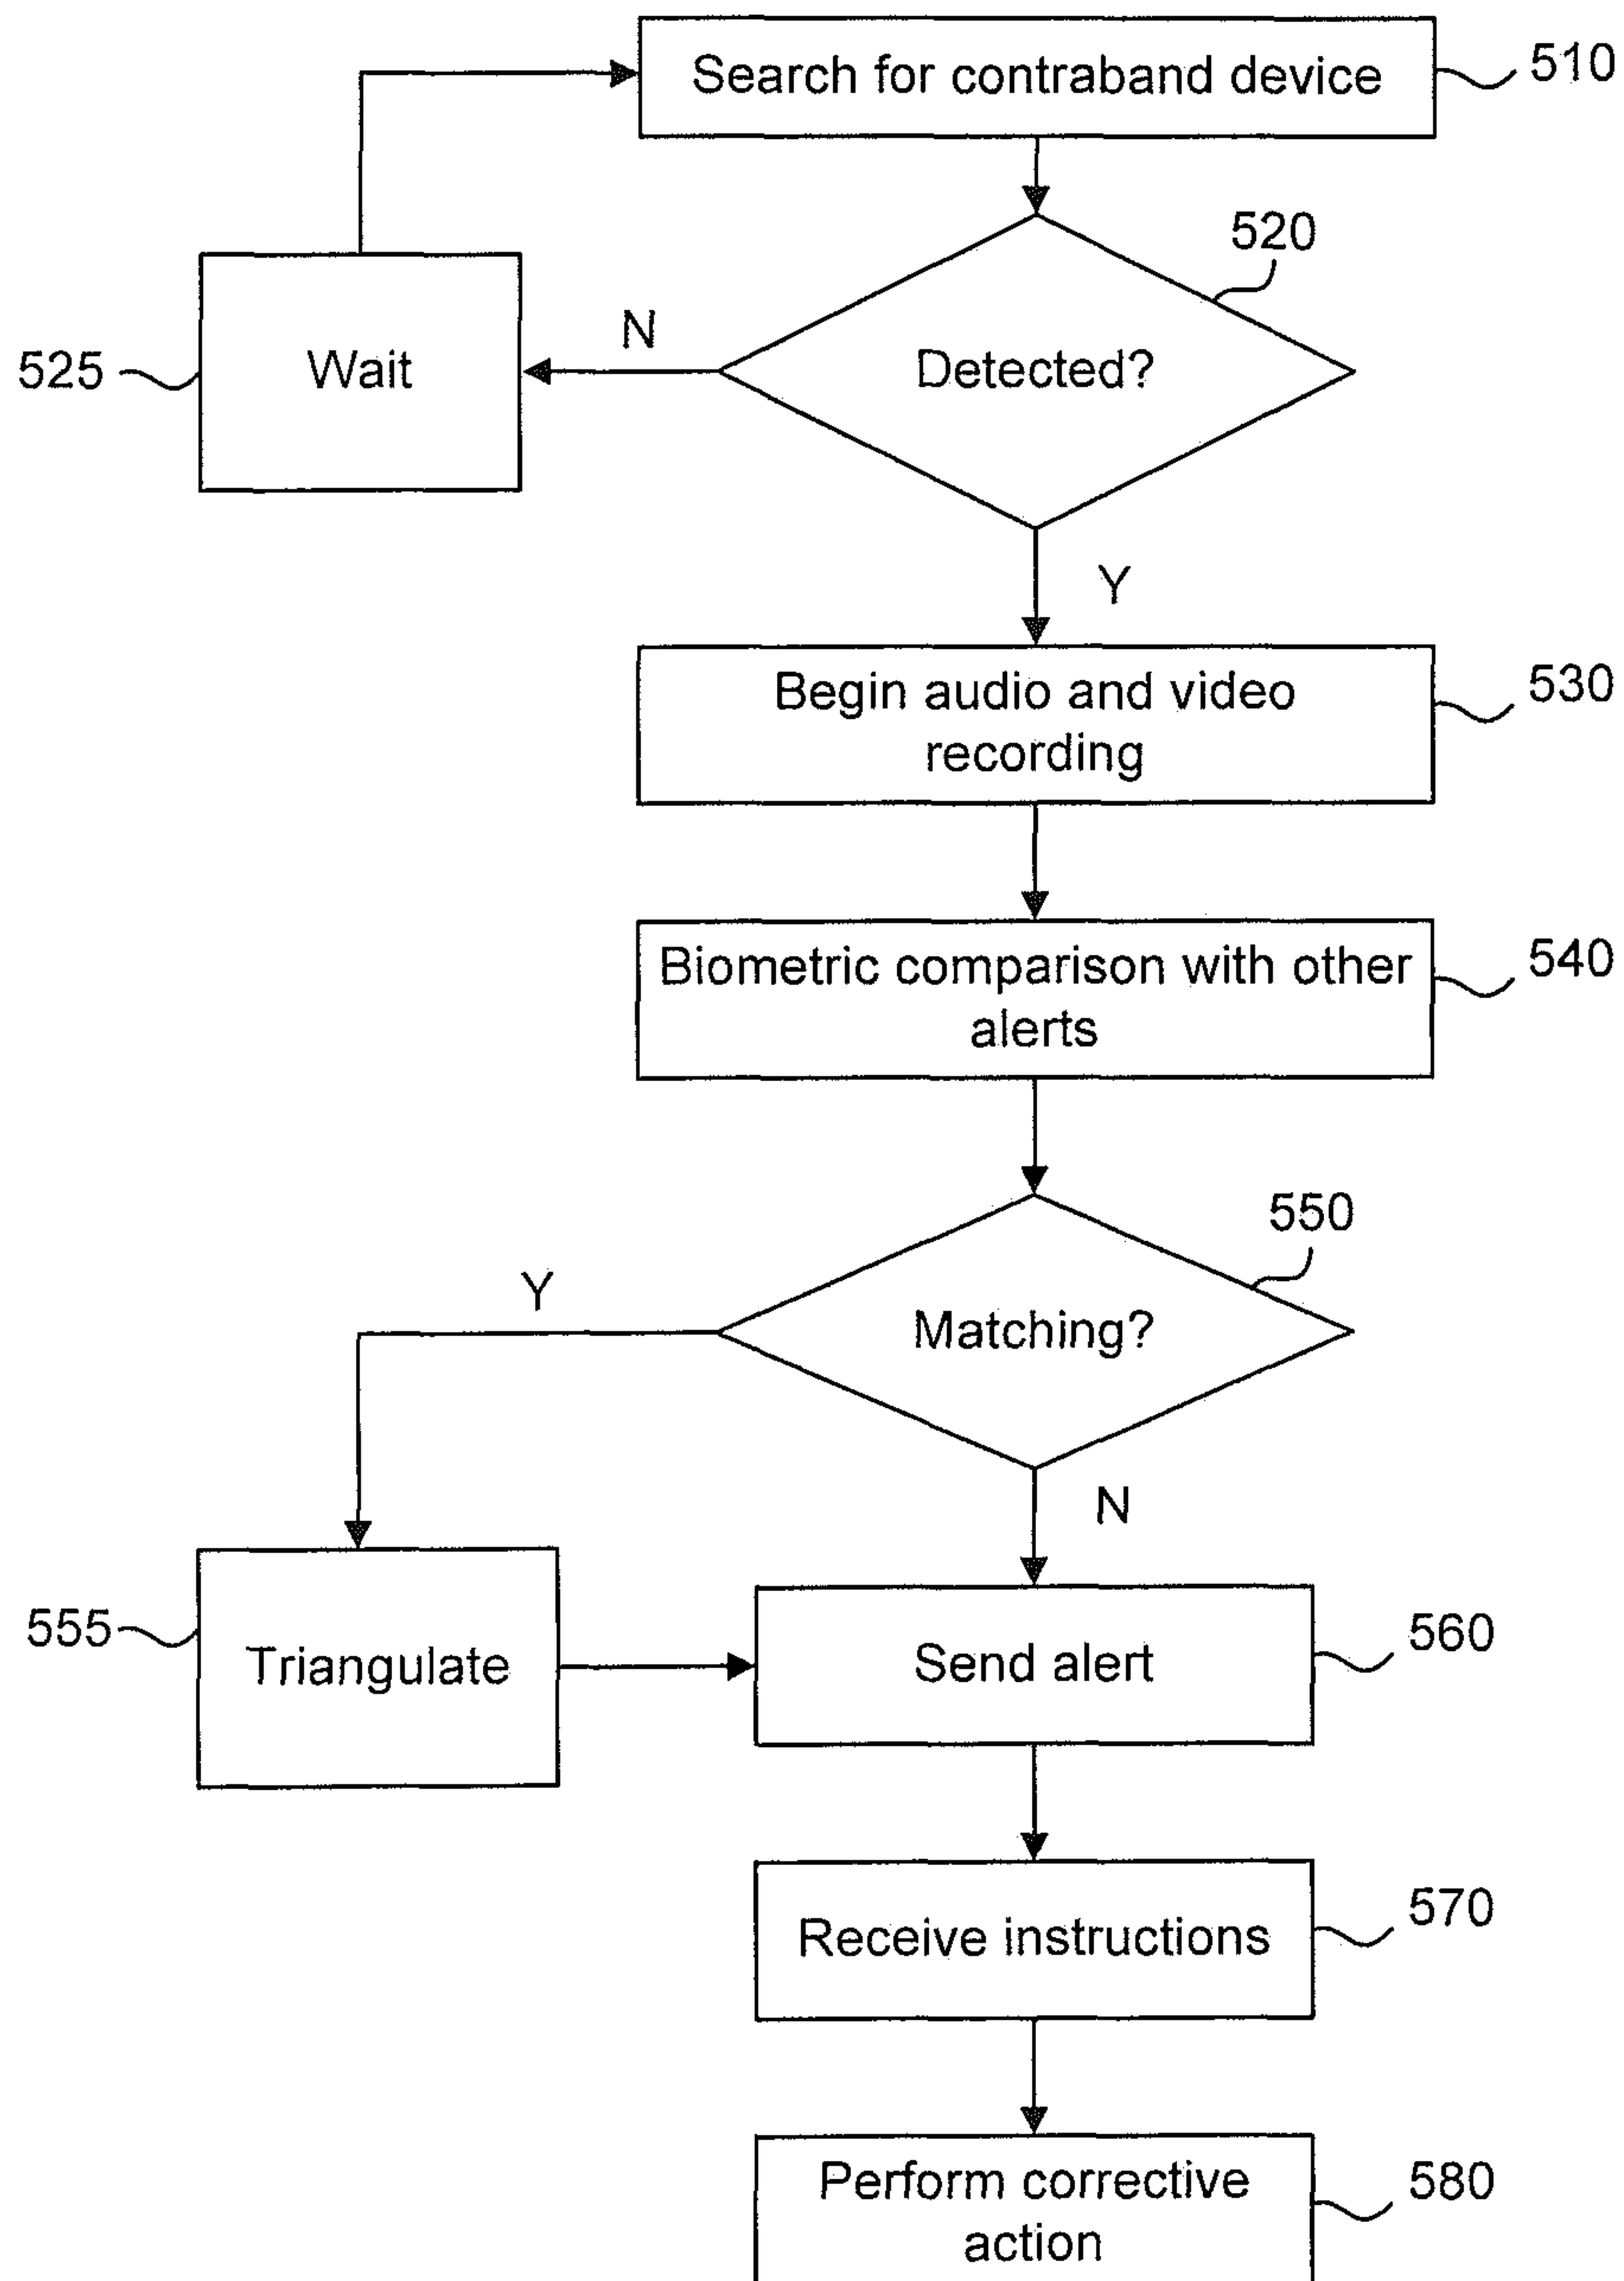 Search for contraband device
510
520
N
Detected?
525
Wait
Y
Begin audio and video
recording
530
Biometric comparison with other
alerts
540
550
Y
Matching?
N
555
Triangulate
Send alert
560
Receive instructions
570
Perform corrective
action
580